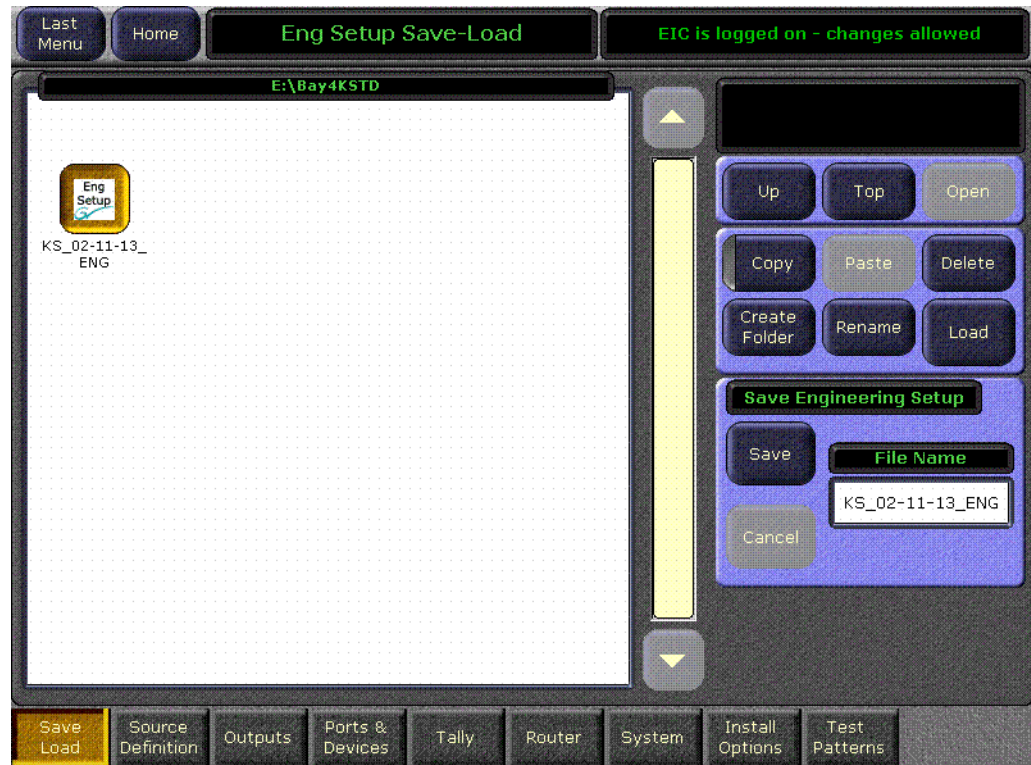 Last
Menu
Home
Eng Setup Save-Load
EIC is logged on - changes allowed
E:\Bay4KSTD
Eng
Setup
KS_02-11-13_
ENG
Up
Top
Open
Copy
Paste
Delete
Create
Folder
Rename
Load
Save Engineering Setup
Save
File Name
KS_02-11-13_ENG
Cancel
Save
Load
Source
Definition
Outputs
Ports &
Devices
Tally
Router
System
Install
Options
Test
Patterns